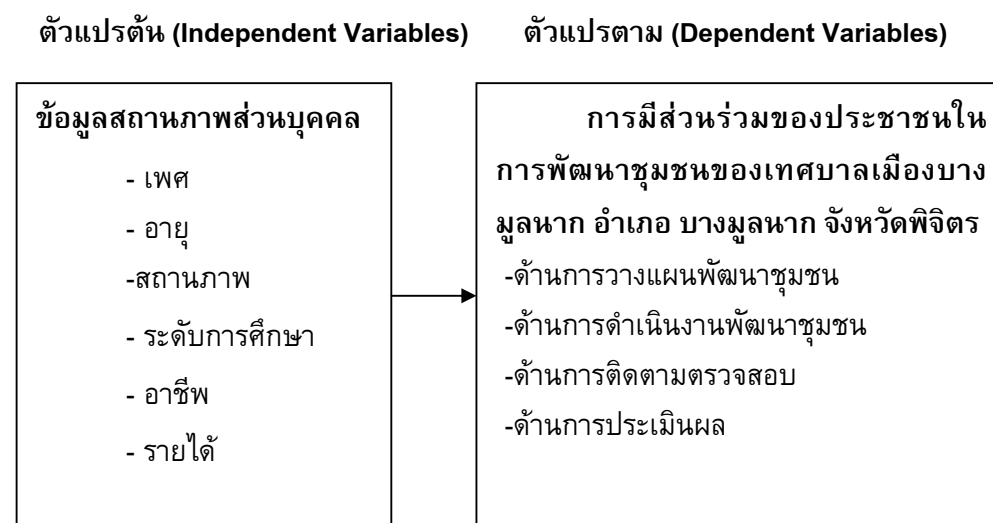 ตัวแปรต้น (Independent Variables) ตัวแปรตาม (Dependent Variables)
ข้อมูลสถานภาพส่วนบุคคล
- เพศ
- อายุ
-สถานภาพ
- ระดับการศึกษา
- อาชีพ
- รายได้
การมีส่วนร่วมของประชาชนใน
การพัฒนาชุมชนของเทศบาลเมืองบาง
มูลนาก อำเภอ บางมูลนาก จังหวัดพิจิตร
-ด้านการวางแผนพัฒนาชุมชน
-ด้านการดำเนินงานพัฒนาชุมชน
-ด้านการติดตามตรวจสอบ
-ด้านการประเมินผล